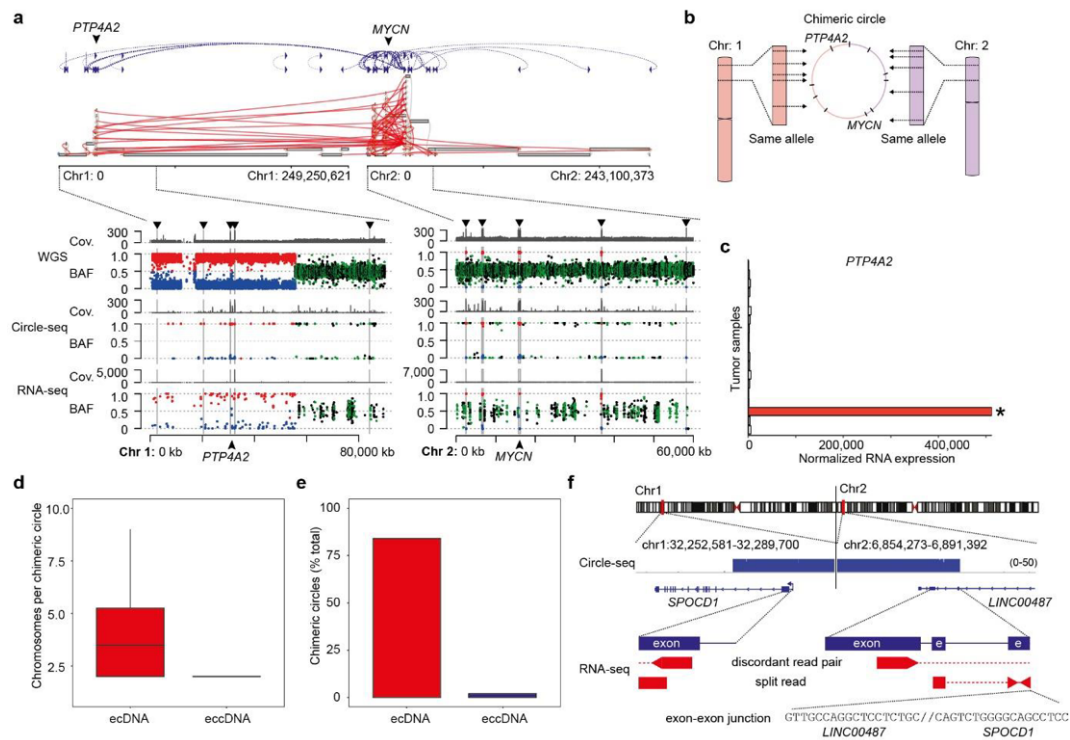 a
PTP4A2
MYCN
Chr1: 0
Chr1: 249,250,621
Chr2: 0
Chr2: 243,100,373
WGS
Cov.
300
0
BAF
1.0
0.5
0
Circle-seq
300
0
BAF
1.0
0.5
0
RNA-seq
Cov.
5,000
0
BAF
1.0
0.5
0
Chr 1: 0 kb
PTP4A2
80,000 kb
300
0
1.0
0.5
0
300
0
1.0
0.5
0
7,000
0
1.0
0.5
0
Chr 2: 0 kb
MYCN
60,000 kb
b
Chimeric circle
Chr: 1
PTP4A2
Chr: 2
MYCN
Same allele
Same allele
c
PTP4A2
Tumor samples
*
0
200,000
400,000
Normalized RNA expression
d
Chromosomes per chimeric circle
10.0
7.5
5.0
2.5
ecDNA
eccDNA
e
Chimeric circles (% total)
100
75
50
25
0
ecDNA
eccDNA
f
Chr1
Chr2
chr1:32,252,581-32,289,700
chr2:6,854,273-6,891,392
Circle-seq
(0-50)
SPOCD1
LINC00487
exon
exon
e
e
RNA-seq
discordant read pair
split read
exon-exon junction
GTTGCCAGGCTCCTCTGC//CAGTCTGGGGCAGCCTCC
LINC00487
SPOCD1